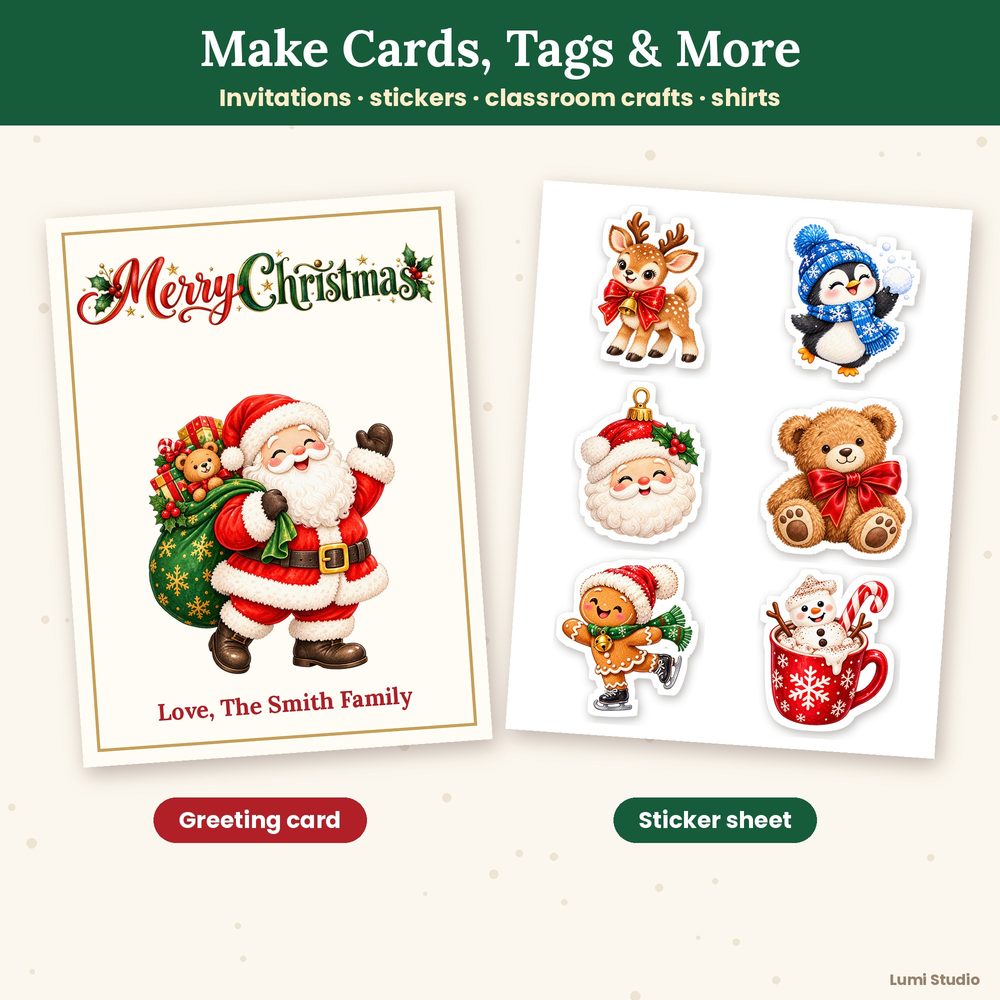 Make Cards, Tags & More
Invitations · stickers · classroom crafts · shirts
Merry Christmas
Love, The Smith Family
Greeting card
Sticker sheet
Lumi Studio